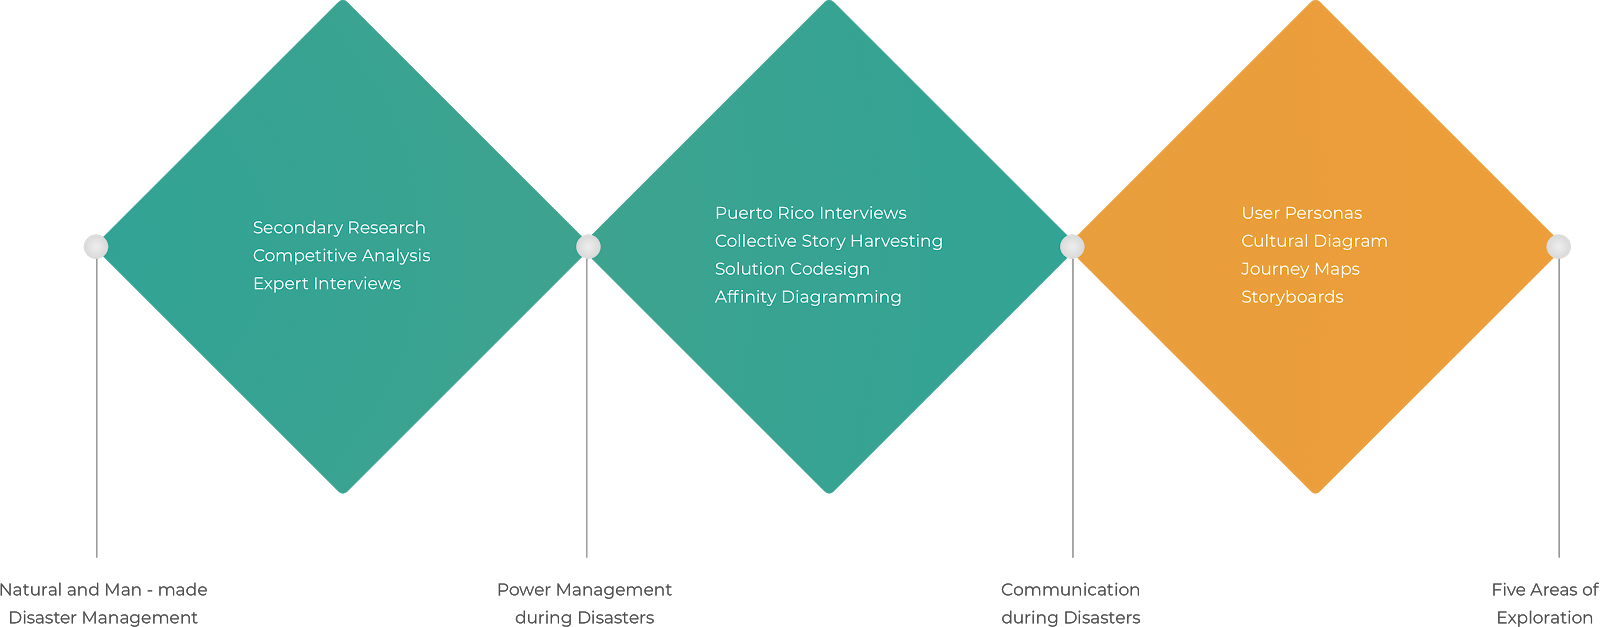 Secondary Research
Competitive Analysis
Expert Interviews
Puerto Rico Interviews
Collective Story Harvesting
Solution Codesign
Affinity Diagramming
User Personas
Cultural Diagram
Journey Maps
Storyboards
Natural and Man - made
Disaster Management
Power Management
during Disasters
Communication
during Disasters
Five Areas of
Exploration